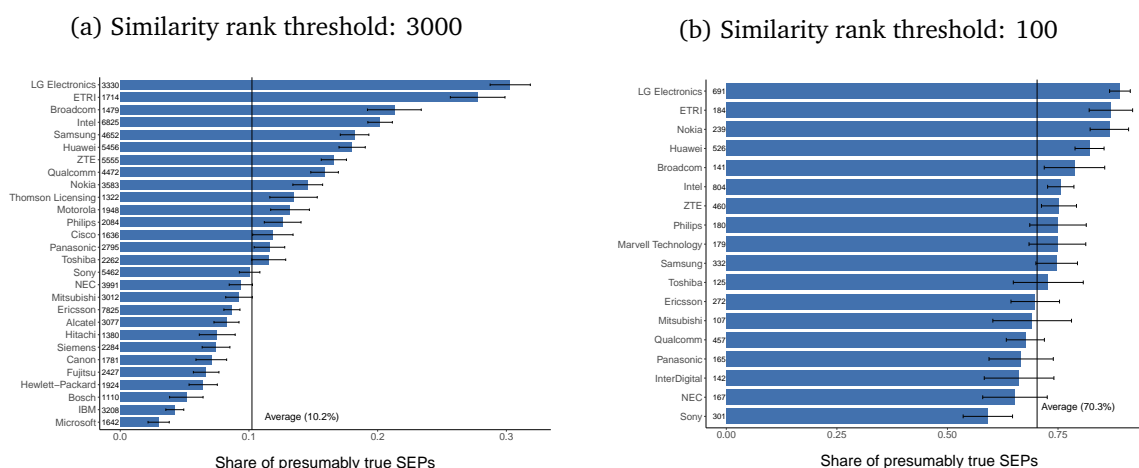 (a) Similarity rank threshold: 3000
LG Electronics 3330
ETRI 1714
Broadcom 1479
Intel 6825
Samsung 4652
Huawei 5456
ZTE 5555
Qualcomm 4472
Nokia 3583
Thomson Licensing 1322
Motorola 1948
Philips 2084
Cisco 1636
Panasonic 2795
Toshiba 2262
Sony 5462
NEC 3991
Mitsubishi 3012
Ericsson 7825
Alcatel 3077
Hitachi 1380
Siemens 2284
Canon 1781
Fujitsu 2427
Hewlett−Packard 1924
Bosch 1110
IBM 3208
Microsoft 1642
Average (10.2%)
0.0 0.1 0.2 0.3
Share of presumably true SEPs
(b) Similarity rank threshold: 100
LG Electronics 691
ETRI 184
Nokia 239
Huawei 526
Broadcom 141
Intel 804
ZTE 460
Philips 180
Marvell Technology 179
Samsung 332
Toshiba 125
Ericsson 272
Mitsubishi 107
Qualcomm 457
Panasonic 165
InterDigital 142
NEC 167
Sony 301
Average (70.3%)
0.00 0.25 0.50 0.75
Share of presumably true SEPs